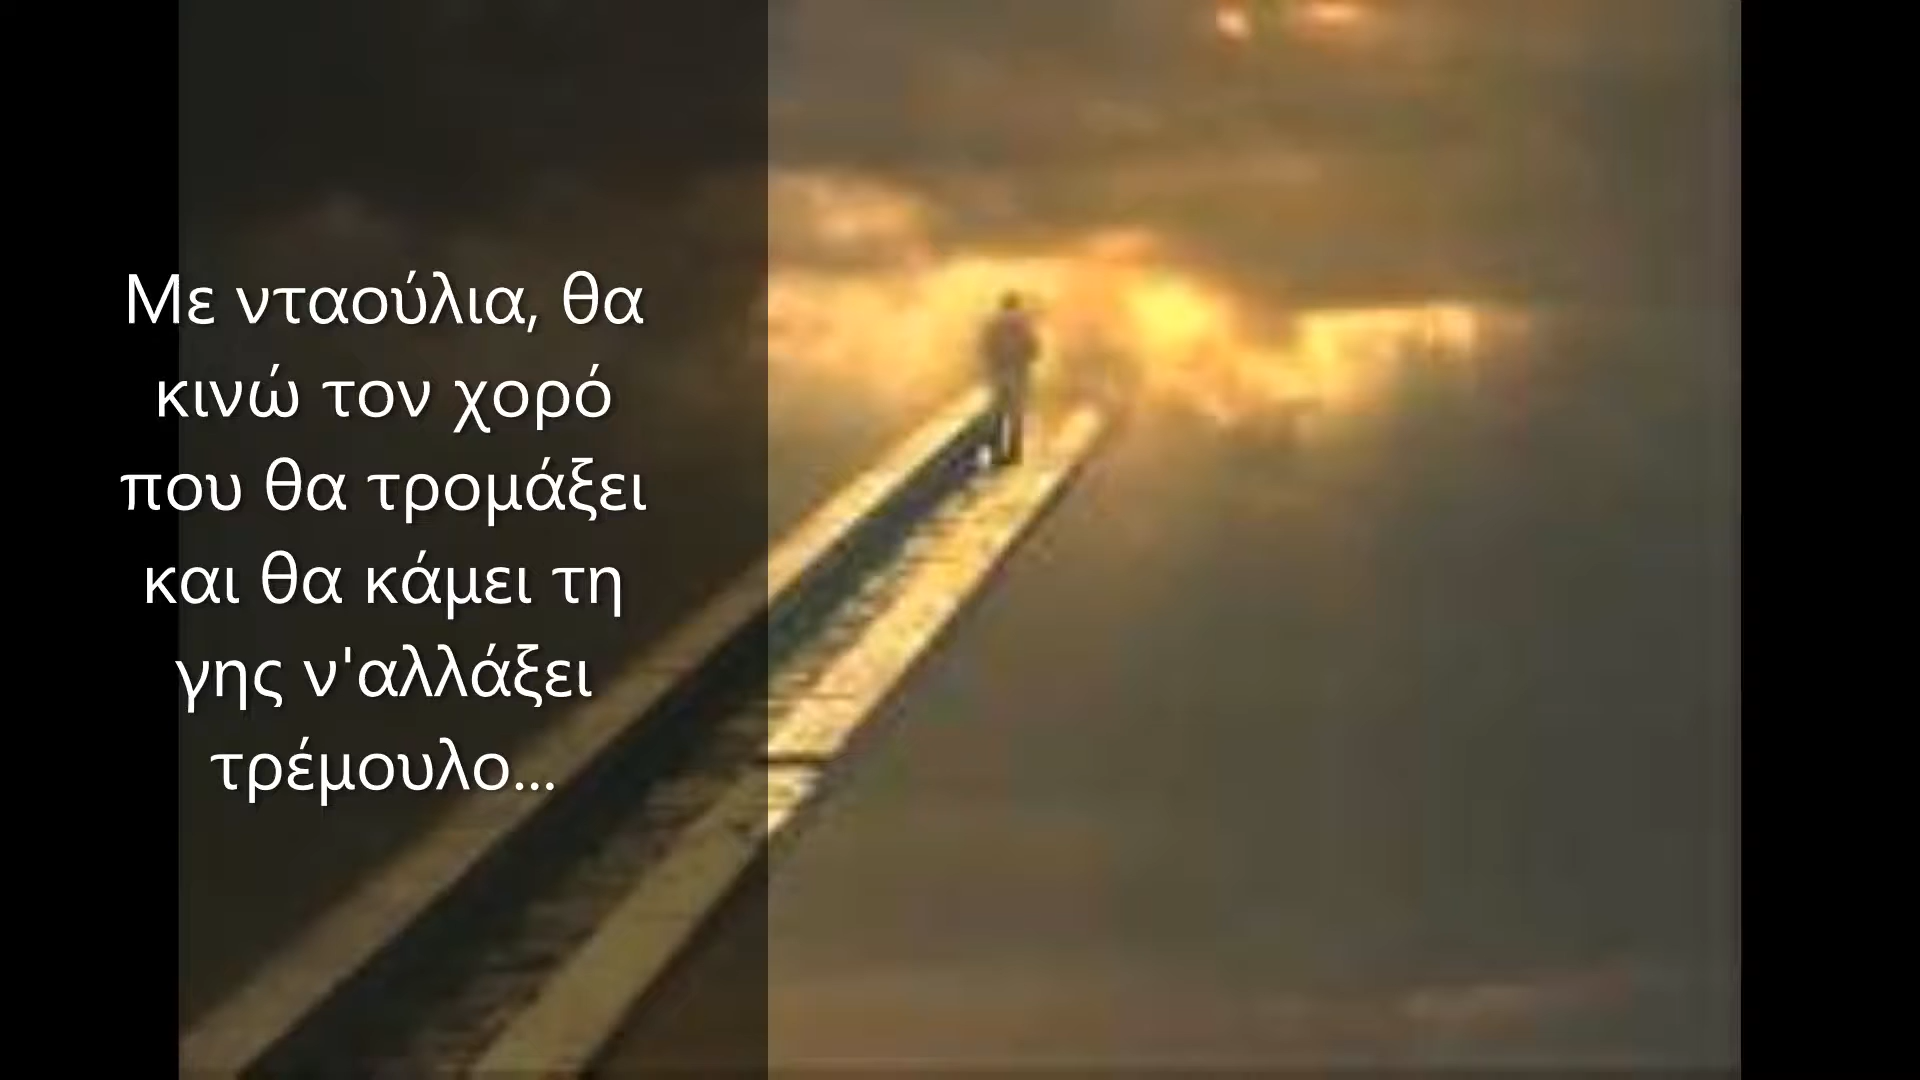 Με νταούλια, θα
κινώ τον χορό
που θα τρομάξει
και θα κάμει τη
γης ν'αλλάξει
τρέμουλο...